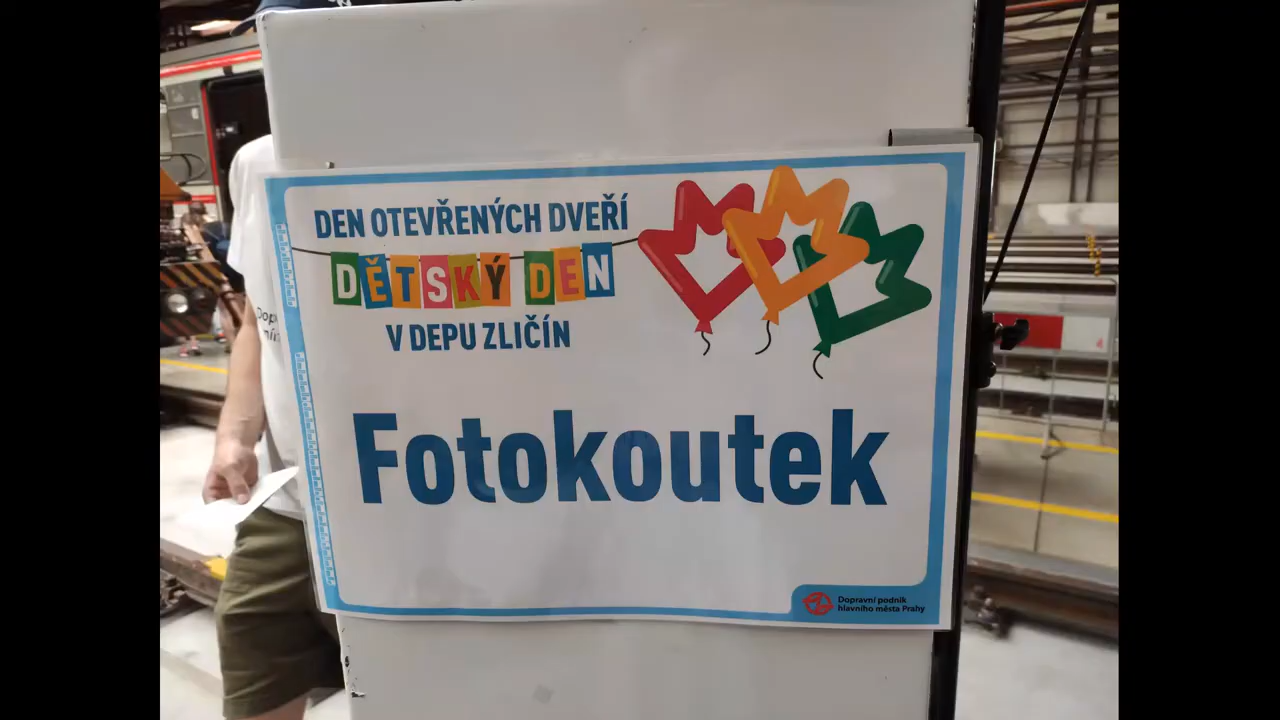 DEN OTEVŘENÝCH DVEŘÍ
DĚTSKÝ DEN
V DEPU ZLIČÍN
Fotokoutek
Dopravní podnik
hlavního města Prahy